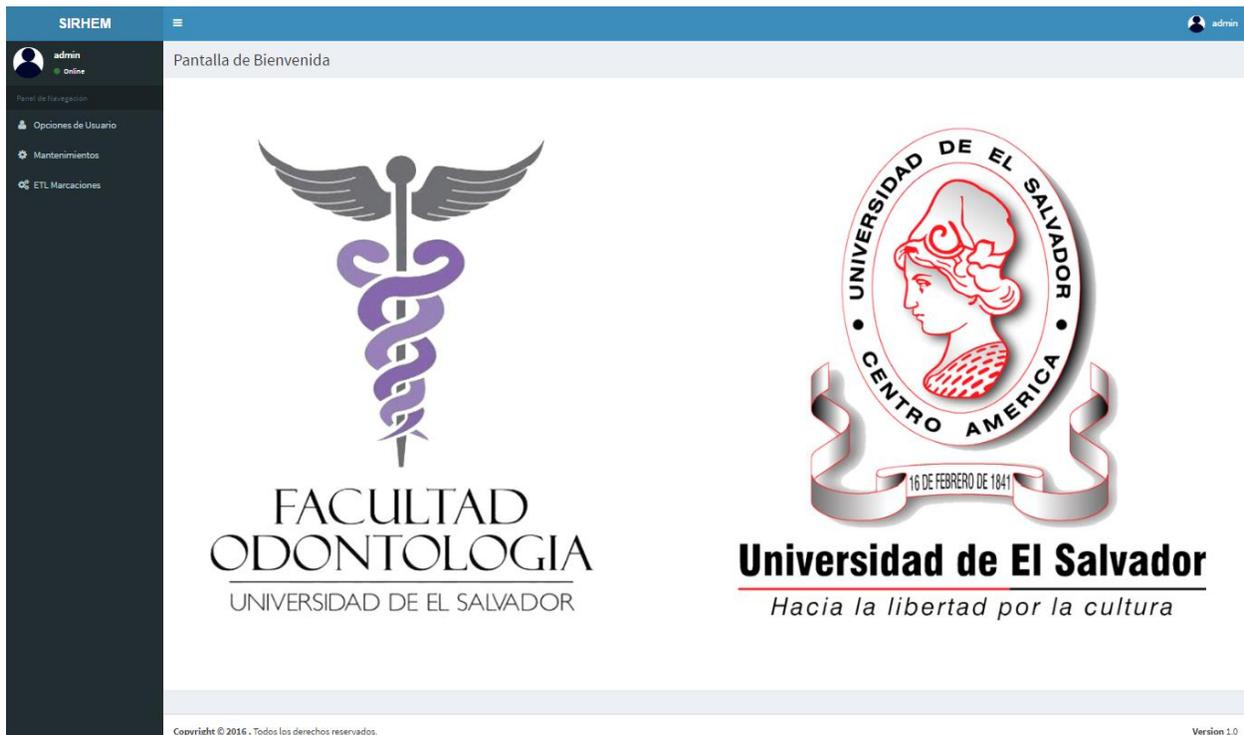 SIRHEM
admin
admin
Online
Pantalla de Bienvenida
Panel de Navegación
Opciones de Usuario
Mantenimientos
ETL Marcaciones
FACULTAD
ODONTOLOGIA
UNIVERSIDAD DE EL SALVADOR
UNIVERSIDAD DE EL SALVADOR
CENTRO AMERICA
16 DE FEBRERO DE 1841
Universidad de El Salvador
Hacia la libertad por la cultura
Copyright © 2016 . Todos los derechos reservados.
Version 1.0